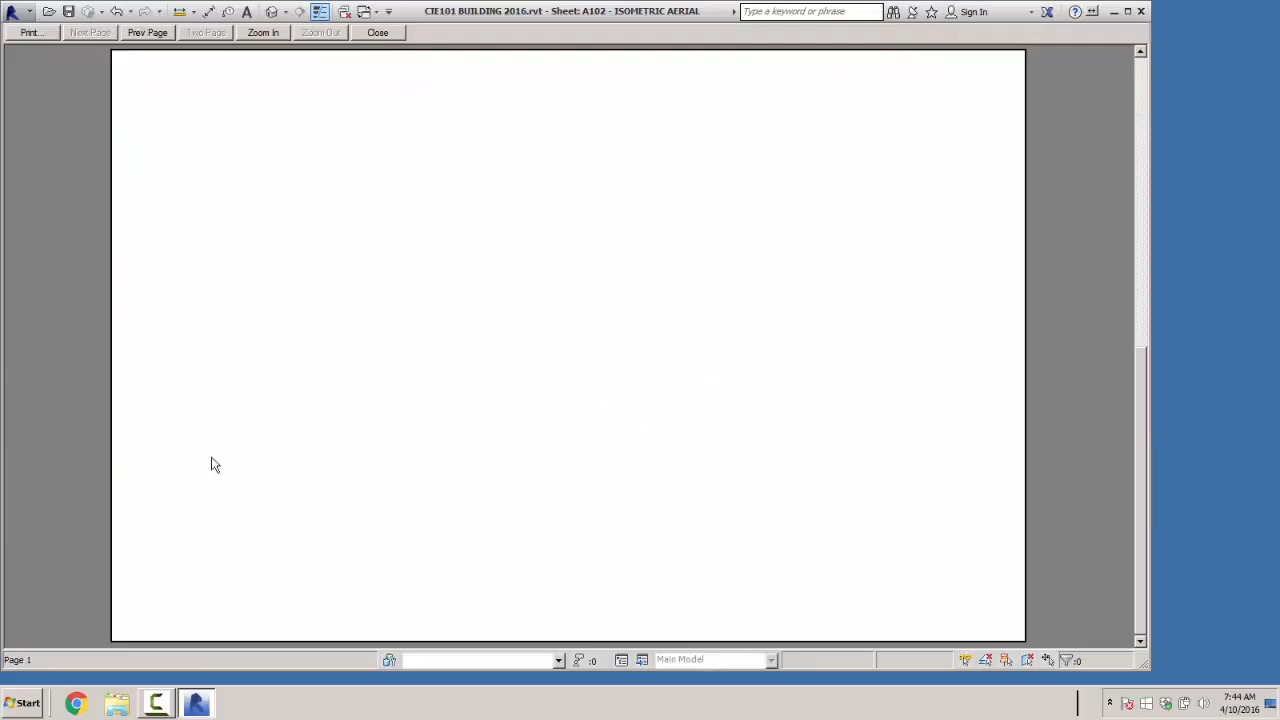 CIE101 BUILDING 2016.rvt - Sheet: A102 - ISOMETRIC AERIAL
Type a keyword or phrase
Sign In
Print...
Next Page
Prev Page
Two Page
Zoom In
Zoom Out
Close
Page 1
:0
Main Model
:0
Start
7:44 AM
4/10/2016